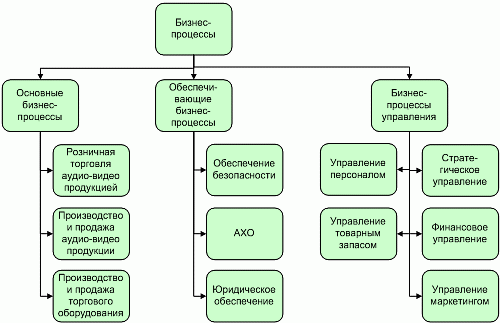 Бизнес-
процессы
Основные
бизнес-
процессы
Обеспечи-
вающие
бизнес-
процессы
Бизнес-
процессы
управления
Розничная
торговля
аудио-видео
продукцией
Производство
и продажа
аудио-видео
продукции
Производство
и продажа
торгового
оборудования
Обеспечение
безопасности
АХО
Юридическое
обеспечение
Управление
персоналом
Управление
товарным
запасом
Страте-
гическое
управление
Финансовое
управление
Управление
маркетингом